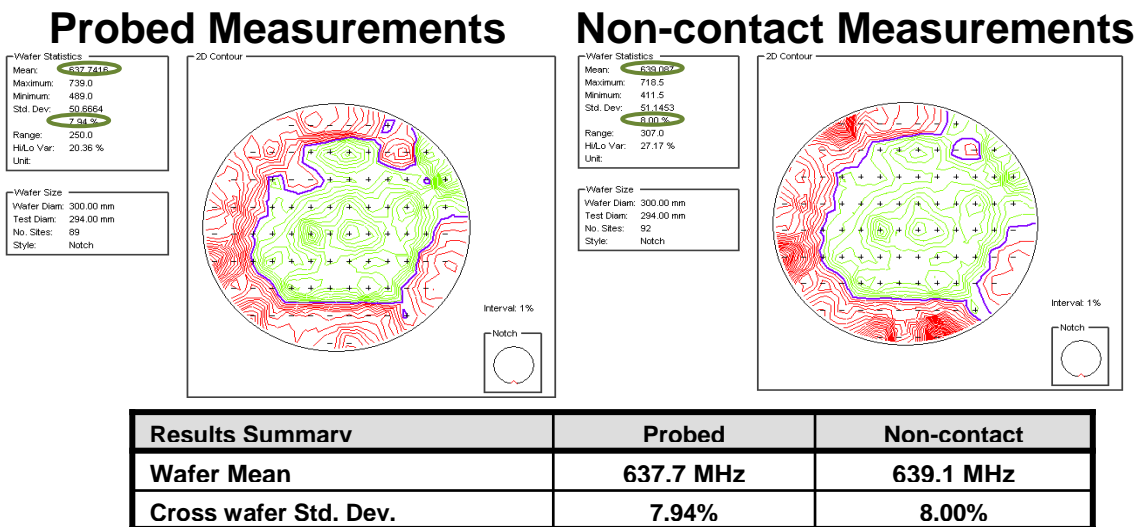 Probed Measurements
Wafer Statistics
Mean: 637.7416
Maximum: 739.0
Minimum: 489.0
Std. Dev: 50.6664
7.94 %
Range: 250.0
Hi/Lo Var: 20.36 %
Unit:
Wafer Size
Wafer Diam: 300.00 mm
Test Diam: 294.00 mm
No. Sites: 89
Style: Notch
2D Contour
Interval: 1%
Notch
Non-contact Measurements
Wafer Statistics
Mean: 639.087
Maximum: 718.5
Minimum: 411.5
Std. Dev: 51.1453
8.00 %
Range: 307.0
Hi/Lo Var: 27.17 %
Unit:
Wafer Size
Wafer Diam: 300.00 mm
Test Diam: 294.00 mm
No. Sites: 92
Style: Notch
2D Contour
Interval: 1%
Notch
Results Summary Probed Non-contact
Wafer Mean 637.7 MHz 639.1 MHz
Cross wafer Std. Dev. 7.94% 8.00%